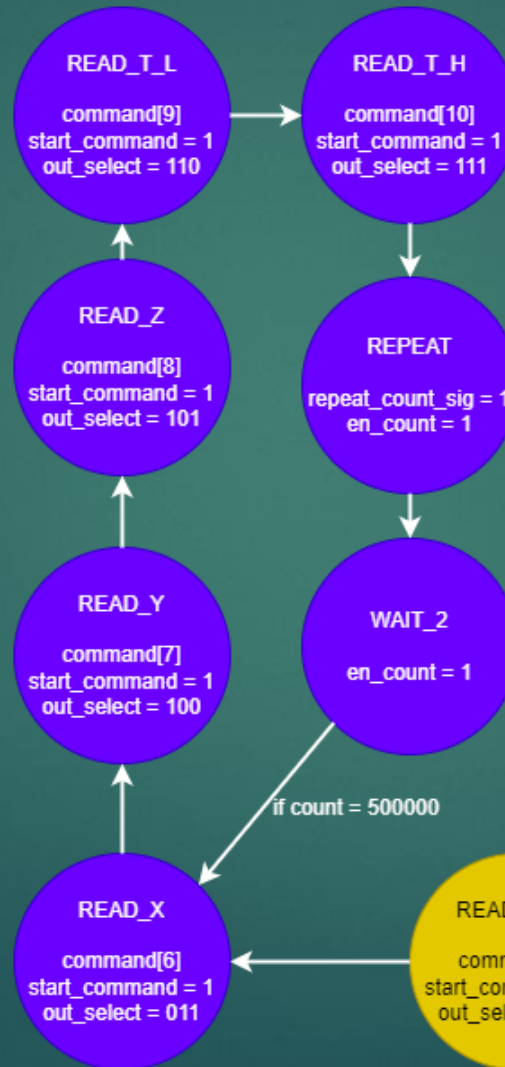 READ_T_L
command[9]
start_command = 1
out_select = 110
READ_T_H
command[10]
start_command = 1
out_select = 111
READ_Z
command[8]
start_command = 1
out_select = 101
REPEAT
repeat_count_sig = 1
en_count = 1
READ_Y
command[7]
start_command = 1
out_select = 100
WAIT_2
en_count = 1
if count = 500000
READ_X
command[6]
start_command = 1
out_select = 011